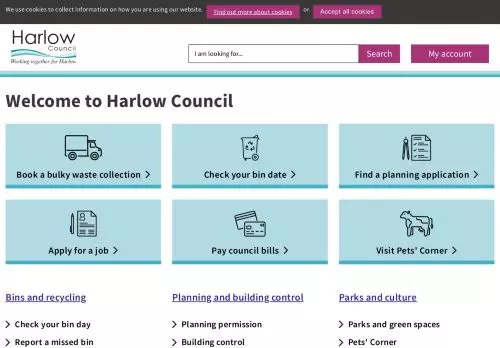 We use cookies to collect information on how you are using our website. Find out more about cookies or Accept all cookies
Harlow
Council
Working together for Harlow
I am looking for...
Search
My account
Welcome to Harlow Council
Book a bulky waste collection
Check your bin date
Find a planning application
Apply for a job
Pay council bills
Visit Pets' Corner
Bins and recycling
Planning and building control
Parks and culture
Check your bin day
Planning permission
Parks and green spaces
Report a missed bin
Building control
Pets' Corner